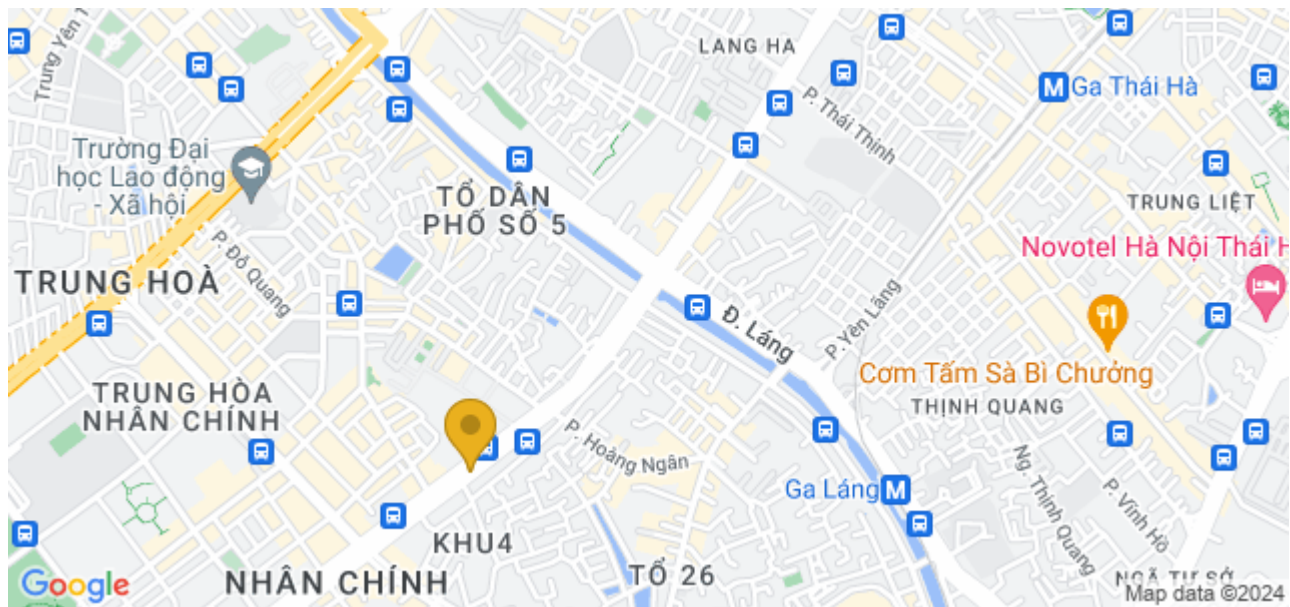 Trung Yên 1
LANG HA
Ga Thái Hà
P. Thái Thịnh
Trường Đại
học Lao động
- Xã hội
TỔ DÂN
PHỐ SỐ 5
TRUNG LIỆT
P. Đỗ Quang
Novotel Hà Nội Thái H
TRUNG HOÀ
P. Yên Lãng
Đ. Láng
Cơm Tấm Sà Bì Chưởng
TRUNG HÒA
NHÂN CHÍNH
THỊNH QUANG
P. Hoàng Ngân
Ng. Thịnh Quang
P. Vĩnh Hồ
Ga Láng
M
M
KHU4
NHÂN CHÍNH
TỔ 26
NGÃ TƯ SỞ
Google
Map data ©2024